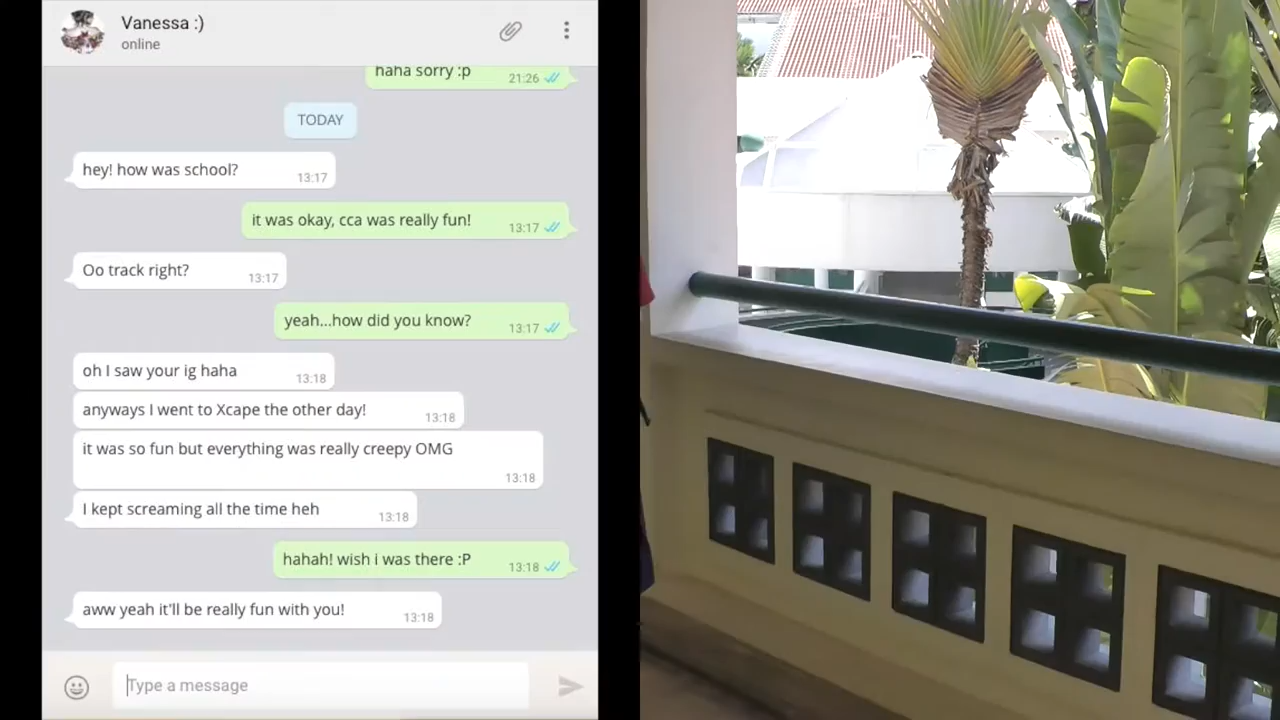 Vanessa :)
online
haha sorry :p
21:26
TODAY
hey! how was school?
13:17
it was okay, cca was really fun!
13:17
Oo track right?
13:17
yeah...how did you know?
13:17
oh I saw your ig haha
13:18
anyways I went to Xcape the other day!
13:18
it was so fun but everything was really creepy OMG
13:18
I kept screaming all the time heh
13:18
hahah! wish i was there :P
13:18
aww yeah it'll be really fun with you!
13:18
Type a message